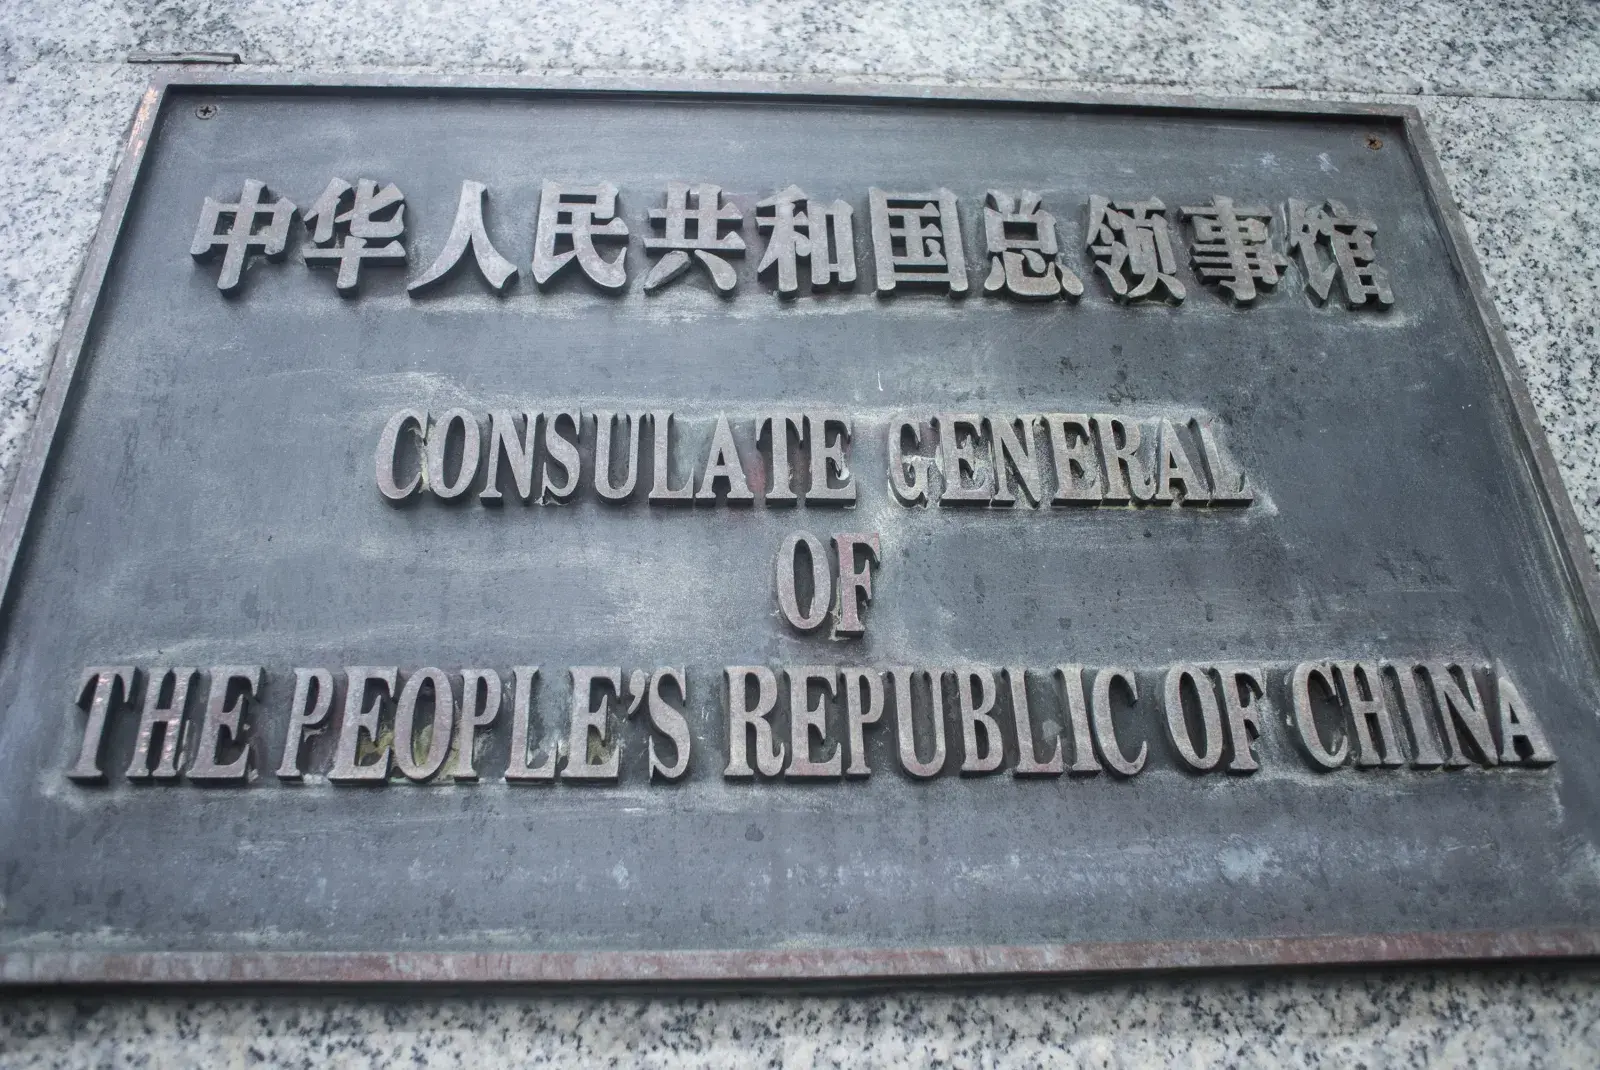 中华人民共和国总领事馆
CONSULATE GENERAL
OF
THE PEOPLE'S REPUBLIC OF CHINA